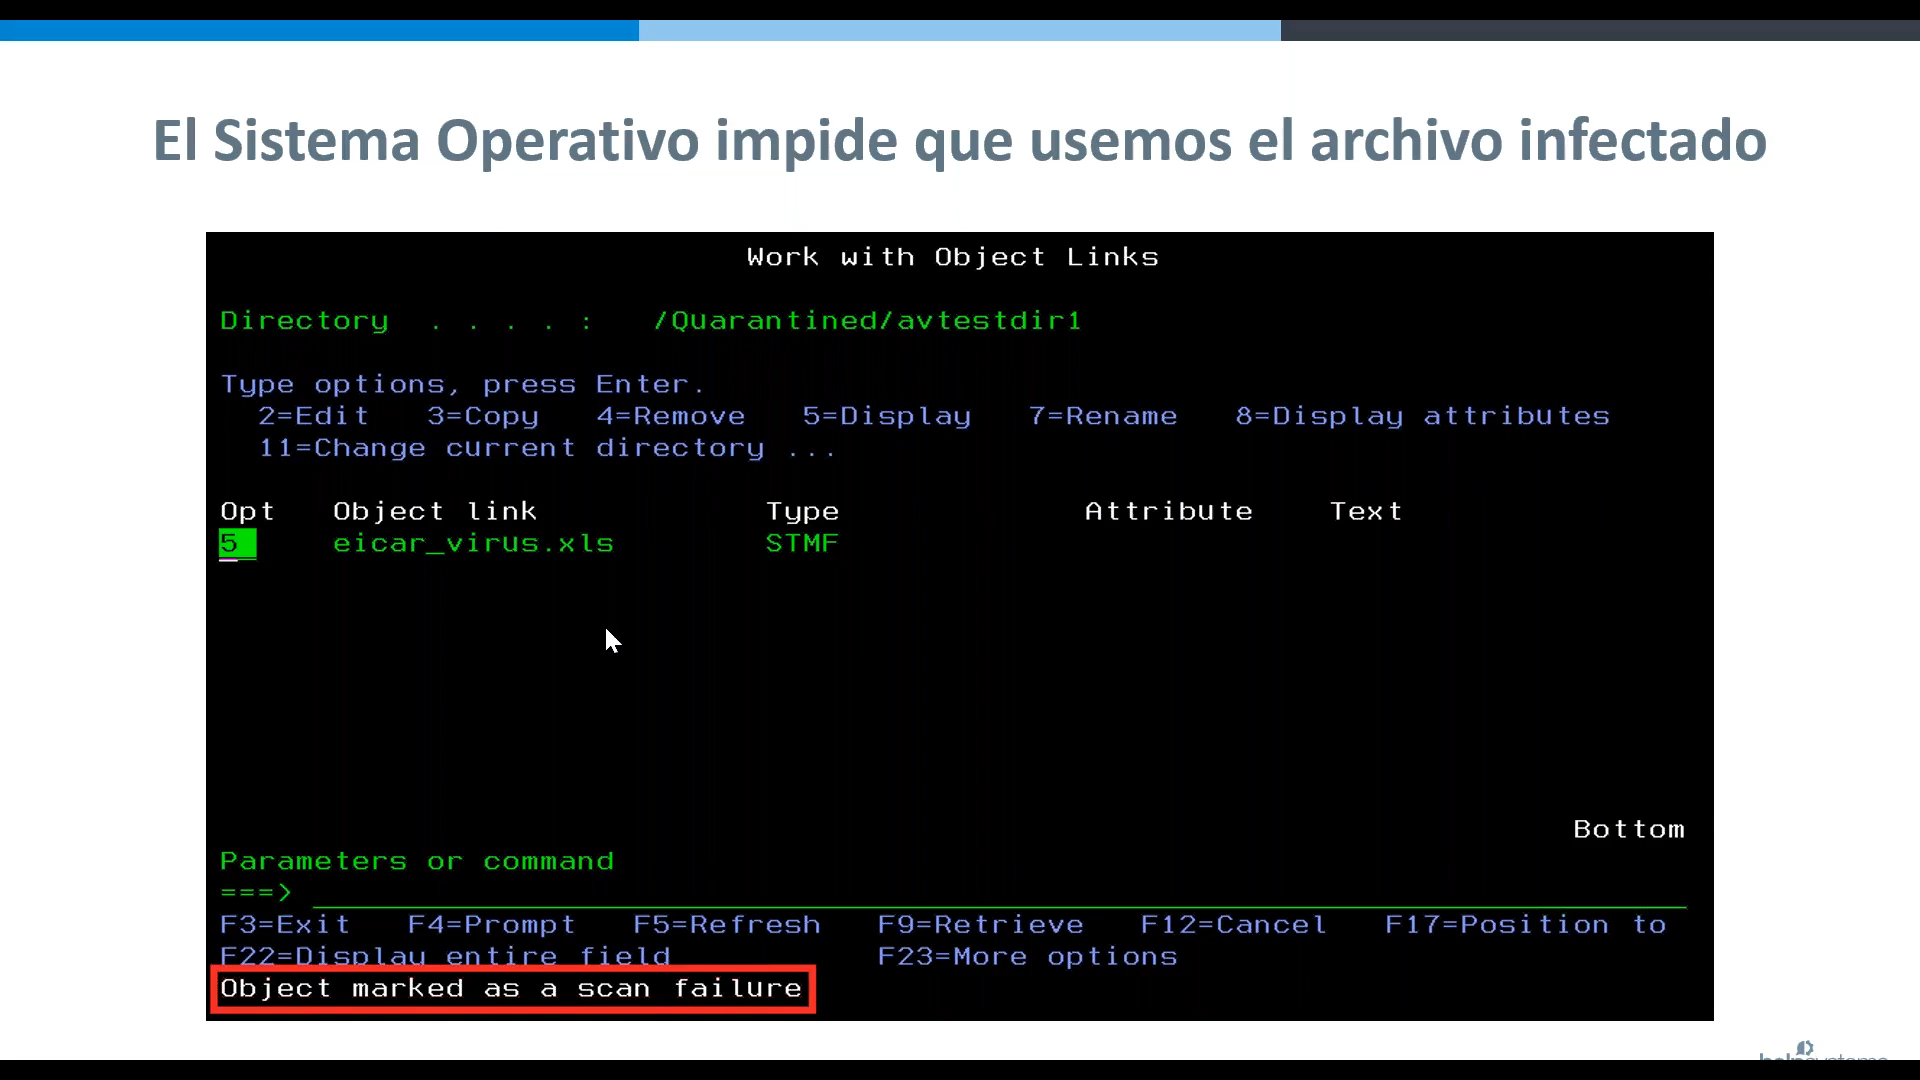 El Sistema Operativo impide que usemos el archivo infectado
Work with Object Links
Directory . . . . : /Quarantined/avtestdir1
Type options, press Enter.
2=Edit 3=Copy 4=Remove 5=Display 7=Rename 8=Display attributes
11=Change current directory ...
Opt Object link Type Attribute Text
5 eicar_virus.xls STMF
Bottom
Parameters or command
===>
F3=Exit F4=Prompt F5=Refresh F9=Retrieve F12=Cancel F17=Position to
F22=Display entire field F23=More options
Object marked as a scan failure